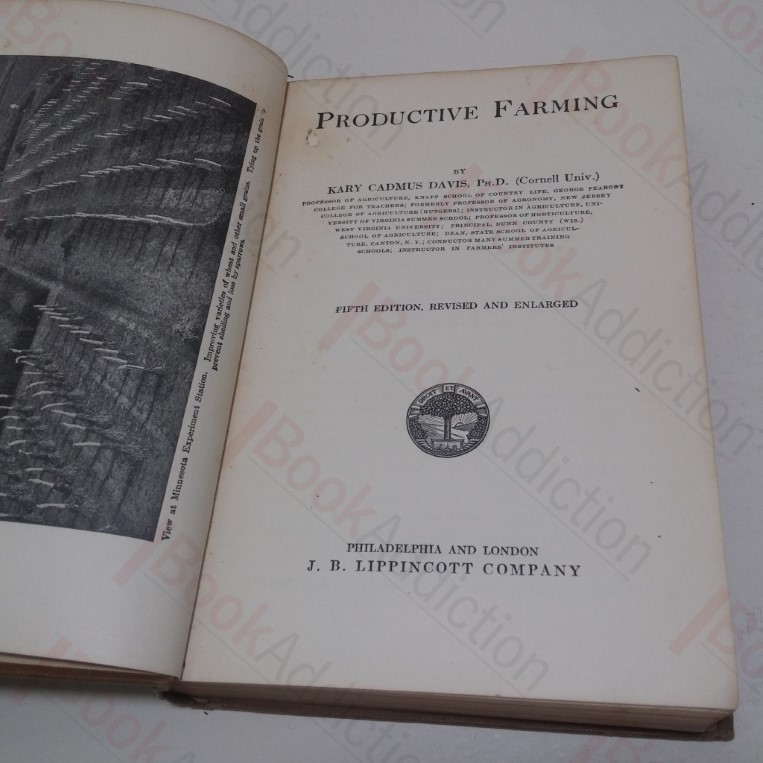 View at Minnesota Experiment Station. Improving varieties of wheat and other small grains. Tying up the grain to
prevent shelling and loss by sparrows.
PRODUCTIVE FARMING
BY
KARY CADMUS DAVIS, PH.D. (Cornell Univ.)
PROFESSOR OF AGRICULTURE, KNAPP SCHOOL OF COUNTRY LIFE, GEORGE PEABODY
COLLEGE FOR TEACHERS; FORMERLY PROFESSOR OF AGRONOMY, NEW JERSEY
COLLEGE OF AGRICULTURE (RUTGERS); INSTRUCTOR IN AGRICULTURE, UNI-
VERSITY OF VIRGINIA SUMMER SCHOOL; PROFESSOR OF HORTICULTURE,
WEST VIRGINIA UNIVERSITY; PRINCIPAL, DUNN COUNTY (WIS.)
SCHOOL OF AGRICULTURE; DEAN, STATE SCHOOL OF AGRICUL-
TURE, CANTON, N. Y.; CONDUCTOR MANY SUMMER TRAINING
SCHOOLS; INSTRUCTOR IN FARMERS' INSTITUTES
FIFTH EDITION, REVISED AND ENLARGED
DROIT ET AVANT
PHILADELPHIA AND LONDON
J. B. LIPPINCOTT COMPANY
BookAddiction